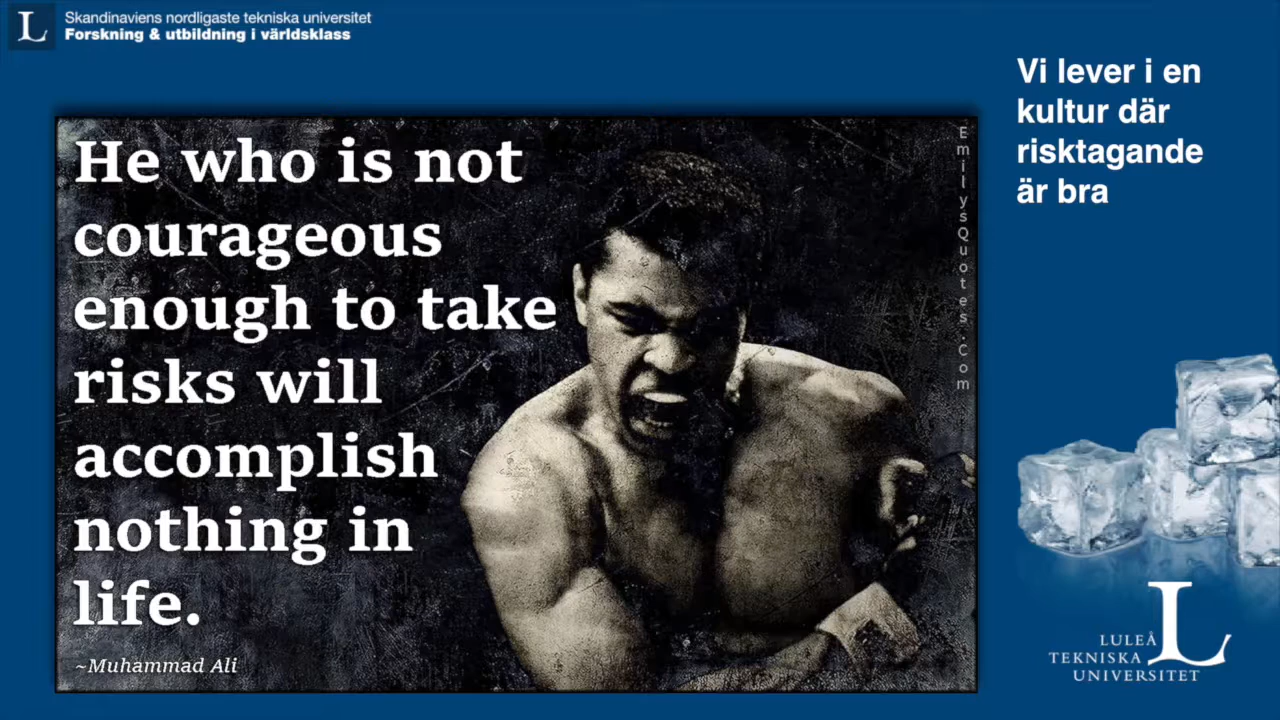 L
Skandinaviens nordligaste tekniska universitet
Forskning & utbildning i världsklass
He who is not
courageous
enough to take
risks will
accomplish
nothing in
life.
~Muhammad Ali
EmilysQuotes.Com
Vi lever i en
kultur där
risktagande
är bra
L
LULEÅ
TEKNISKA
UNIVERSITET